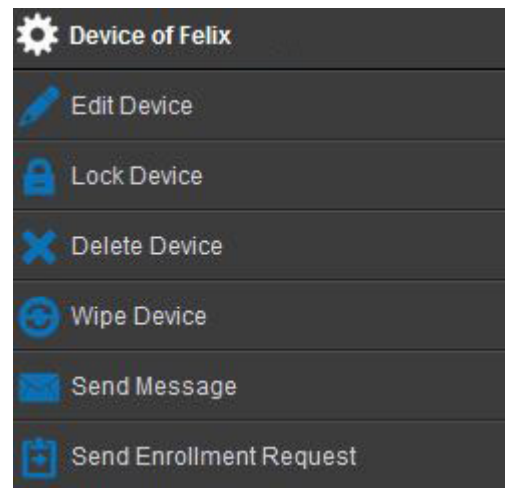 Device of Felix
Edit Device
Lock Device
Delete Device
Wipe Device
Send Message
Send Enrollment Request